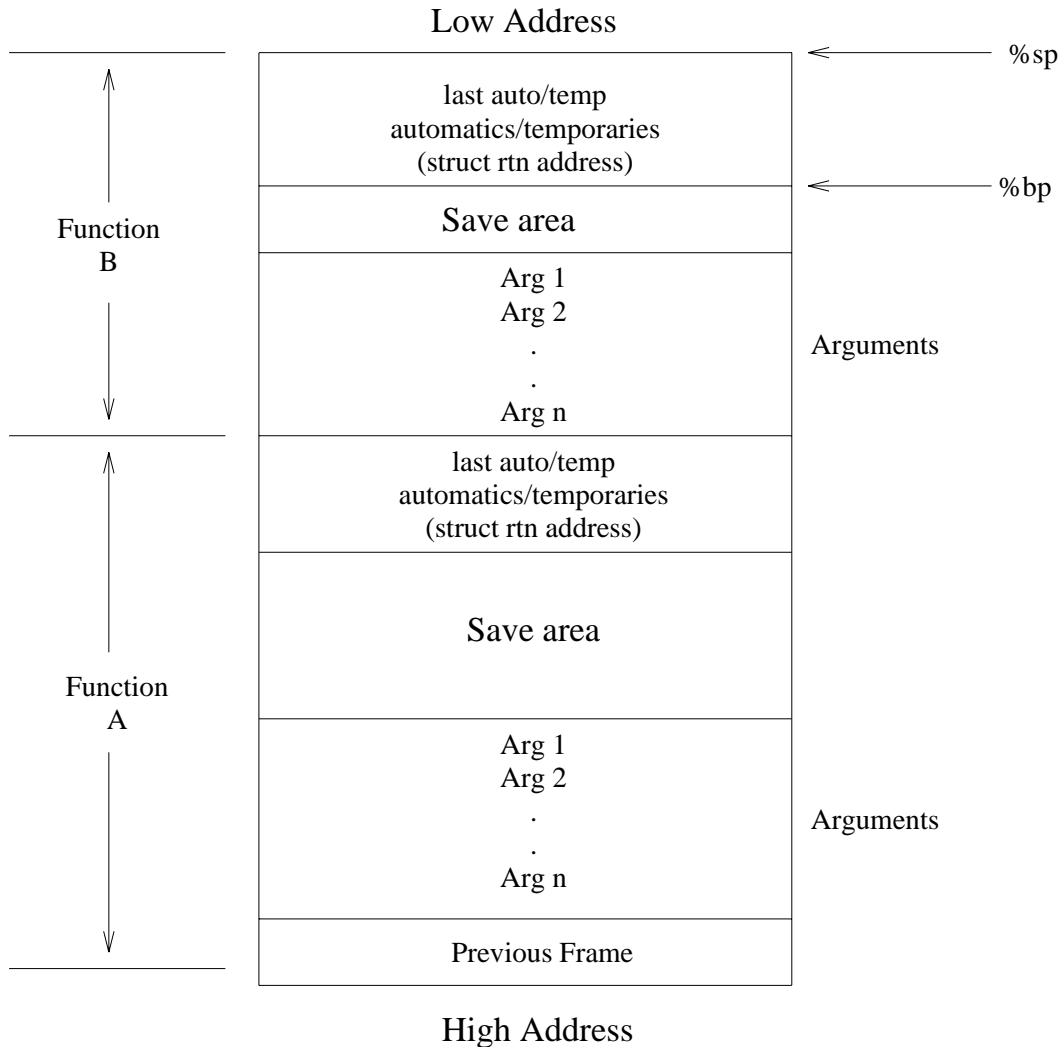 Low Address
%sp
last auto/temp
automatics/temporaries
(struct rtn address)
%bp
Save area
Function
B
Arg 1
Arg 2
.
.
Arg n
Arguments
last auto/temp
automatics/temporaries
(struct rtn address)
Save area
Function
A
Arg 1
Arg 2
.
.
Arg n
Arguments
Previous Frame
High Address